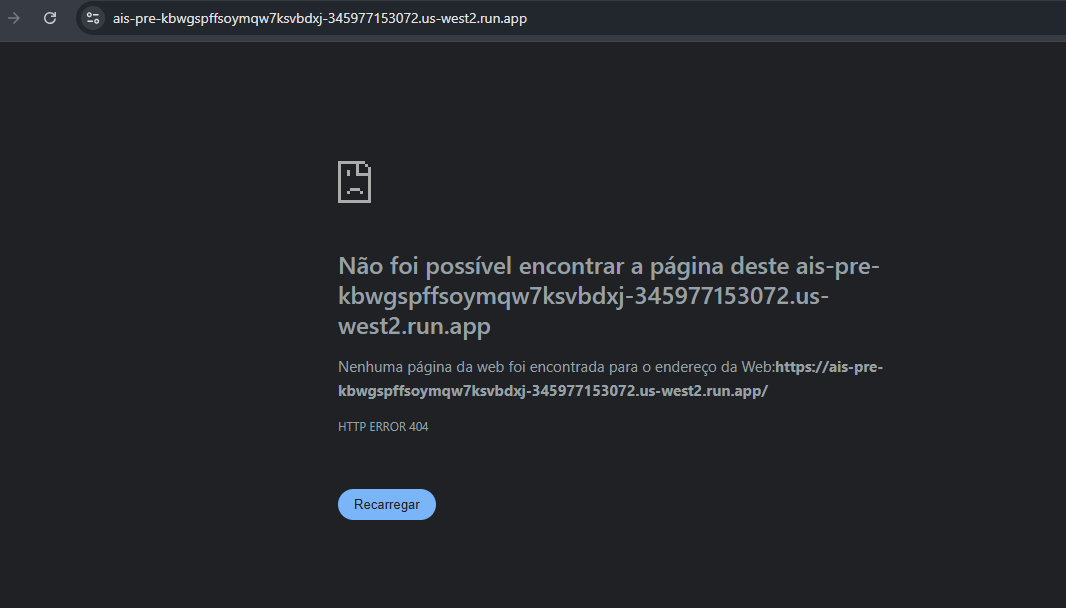 ais-pre-kbwgspffsoymqw7ksvbdxj-345977153072.us-west2.run.app
Não foi possível encontrar a página deste ais-pre-
kbwgspffsoymqw7ksvbdxj-345977153072.us-
west2.run.app
Nenhuma página da web foi encontrada para o endereço da Web:https://ais-pre-
kbwgspffsoymqw7ksvbdxj-345977153072.us-west2.run.app/
HTTP ERROR 404
Recarregar